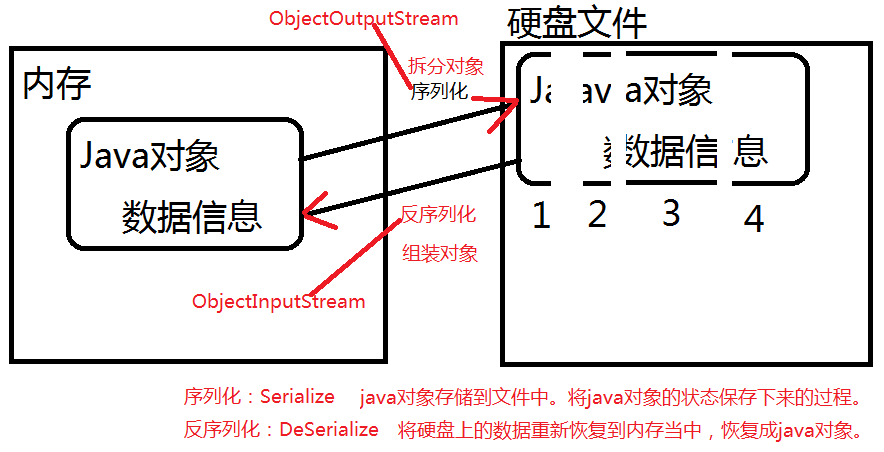 ObjectOutputStream
硬盘文件
内存
拆分对象
序列化
Java对象
数据信息
Java对象
数据信息
1 2 3 4
反序列化
组装对象
ObjectInputStream
序列化：Serialize java对象存储到文件中。将java对象的状态保存下来的过程。
反序列化：DeSerialize 将硬盘上的数据重新恢复到内存当中，恢复成java对象。